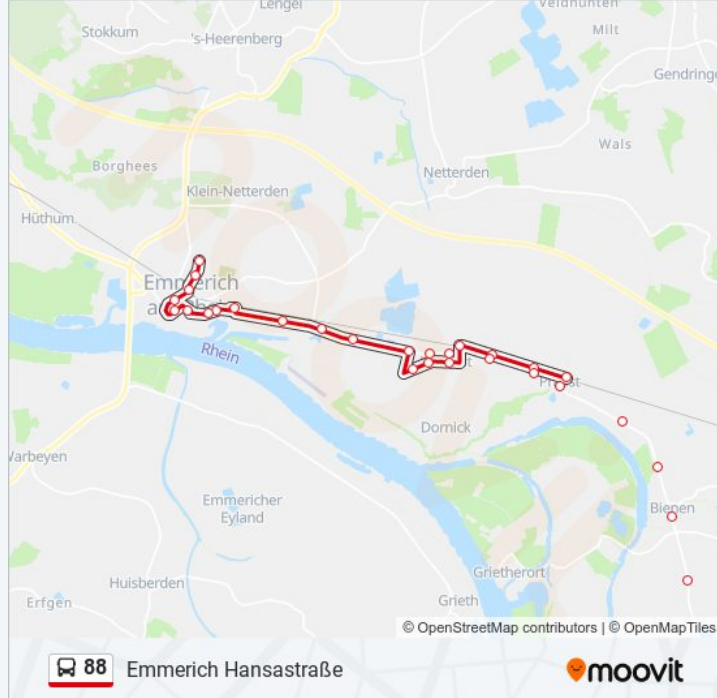 Lengel
Veldhunten
Stokkum
's-Heerenberg
Milt
Gendringe
Wals
Borghees
Netterden
Klein-Netterden
Hüthum
Emmerich
a
Rhein
Dornick
Warbeyen
Emmericher
Eyland
Bienen
Grietherort
Huisberden
Erfgen
Grieth
© OpenStreetMap contributors | © OpenMapTiles
88 Emmerich Hansastraße
moovit